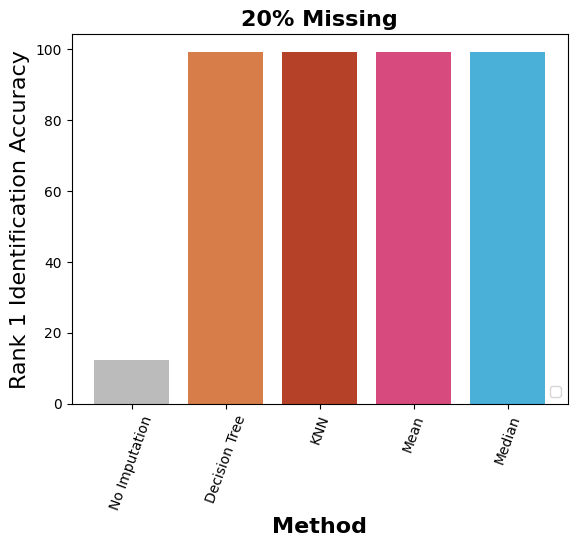 20% Missing
Rank 1 Identification Accuracy
100
80
60
40
20
0
No Imputation
Decision Tree
KNN
Mean
Median
Method